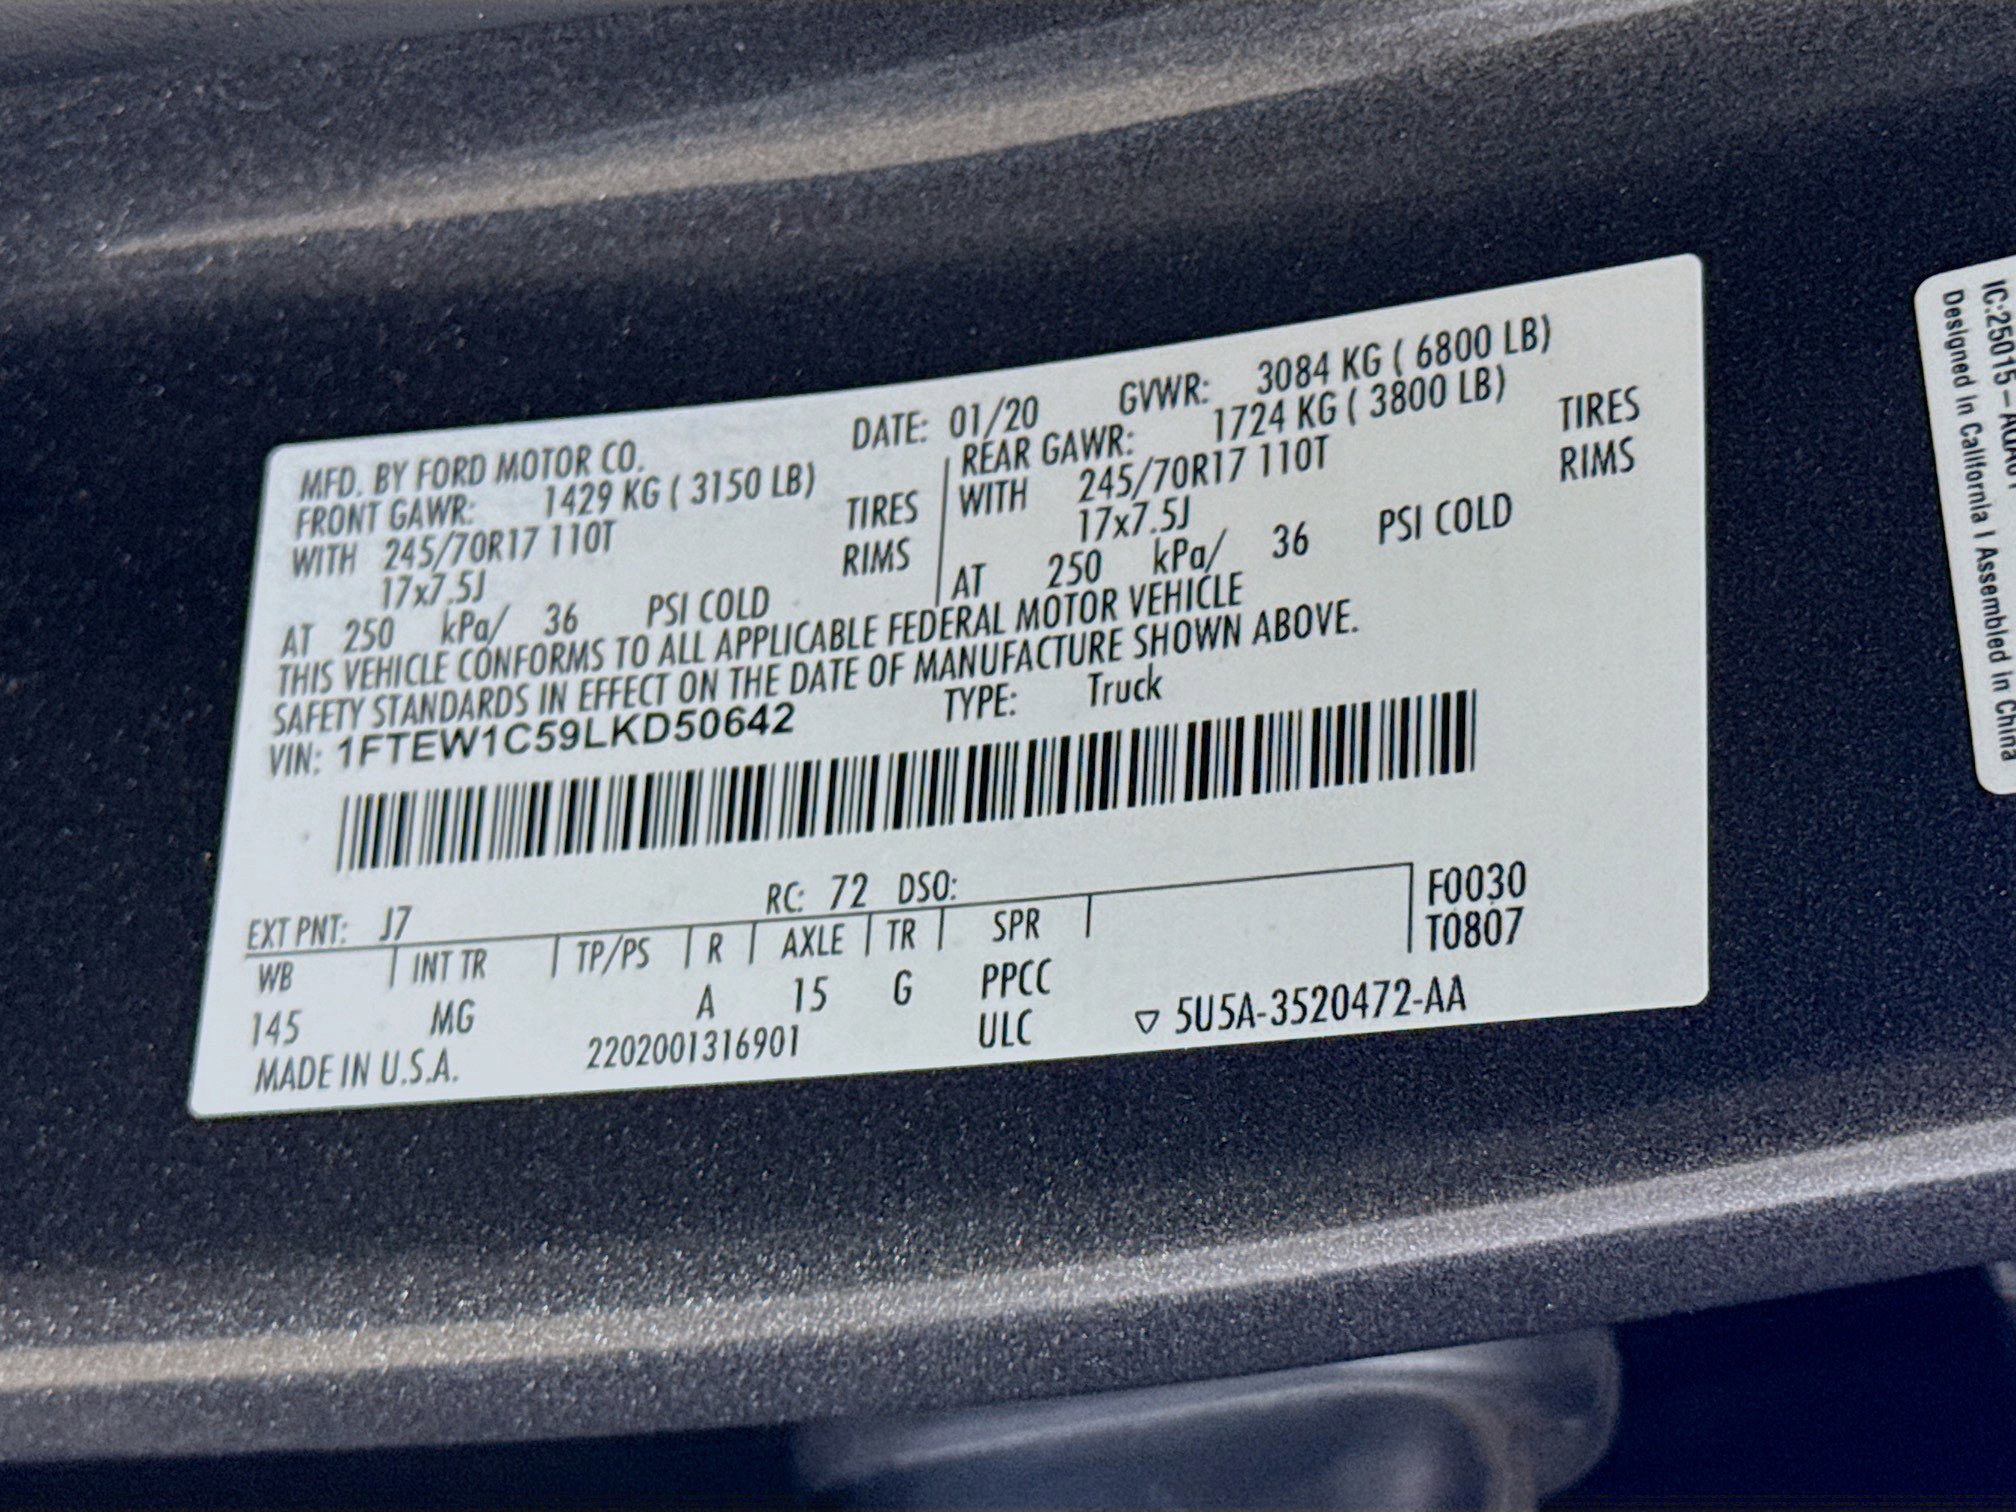 MFD. BY FORD MOTOR CO. DATE: 01/20 GVWR: 3084 KG ( 6800 LB)
FRONT GAWR: 1429 KG ( 3150 LB) REAR GAWR: 1724 KG ( 3800 LB)
WITH 245/70R17 110T TIRES WITH 245/70R17 110T TIRES
17x7.5J RIMS 17x7.5J RIMS
AT 250 kPa/ 36 PSI COLD AT 250 kPa/ 36 PSI COLD
THIS VEHICLE CONFORMS TO ALL APPLICABLE FEDERAL MOTOR VEHICLE
SAFETY STANDARDS IN EFFECT ON THE DATE OF MANUFACTURE SHOWN ABOVE.
VIN: 1FTEW1C59LKD50642 TYPE: Truck
EXT PNT: J7 RC: 72 DSO: F0030
WB INT TR TP/PS R AXLE TR SPR T0807
145 MG A 15 G PPCC
MADE IN U.S.A. 2202001316901 ULC 5U5A-3520472-AA
IC:25015-
Designed in California | Assembled in China